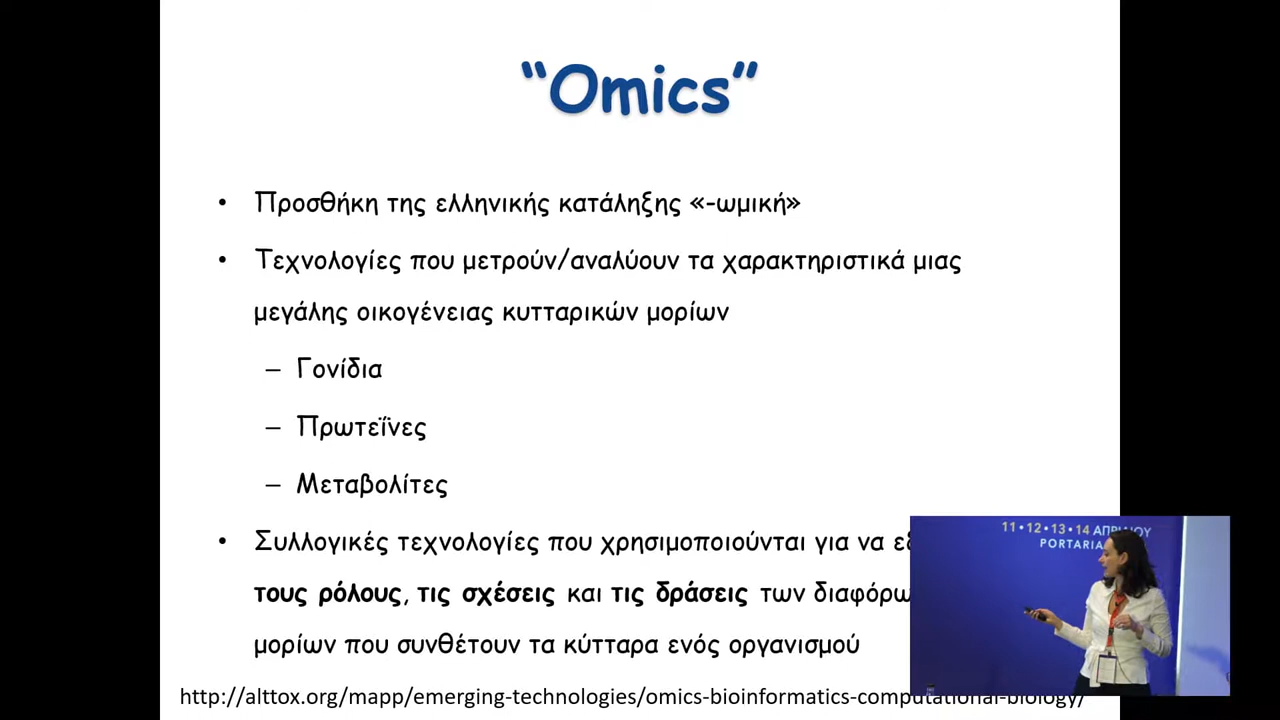 “Omics”
• Προσθήκη της ελληνικής κατάληξης «-ωμική»
• Τεχνολογίες που μετρούν/αναλύουν τα χαρακτηριστικά μιας
μεγάλης οικογένειας κυτταρικών μορίων
– Γονίδια
– Πρωτεΐνες
– Μεταβολίτες
• Συλλογικές τεχνολογίες που χρησιμοποιούνται για να
τους ρόλους, τις σχέσεις και τις δράσεις των
μορίων που συνθέτουν τα κύτταρα ενός οργανισμού
http://alttox.org/mapp/emerging-technologies/omics-bioinformatics-computational-biology/
11•12•13•14 ΑΠΡΙΛΙΟΥ
PORTARIA